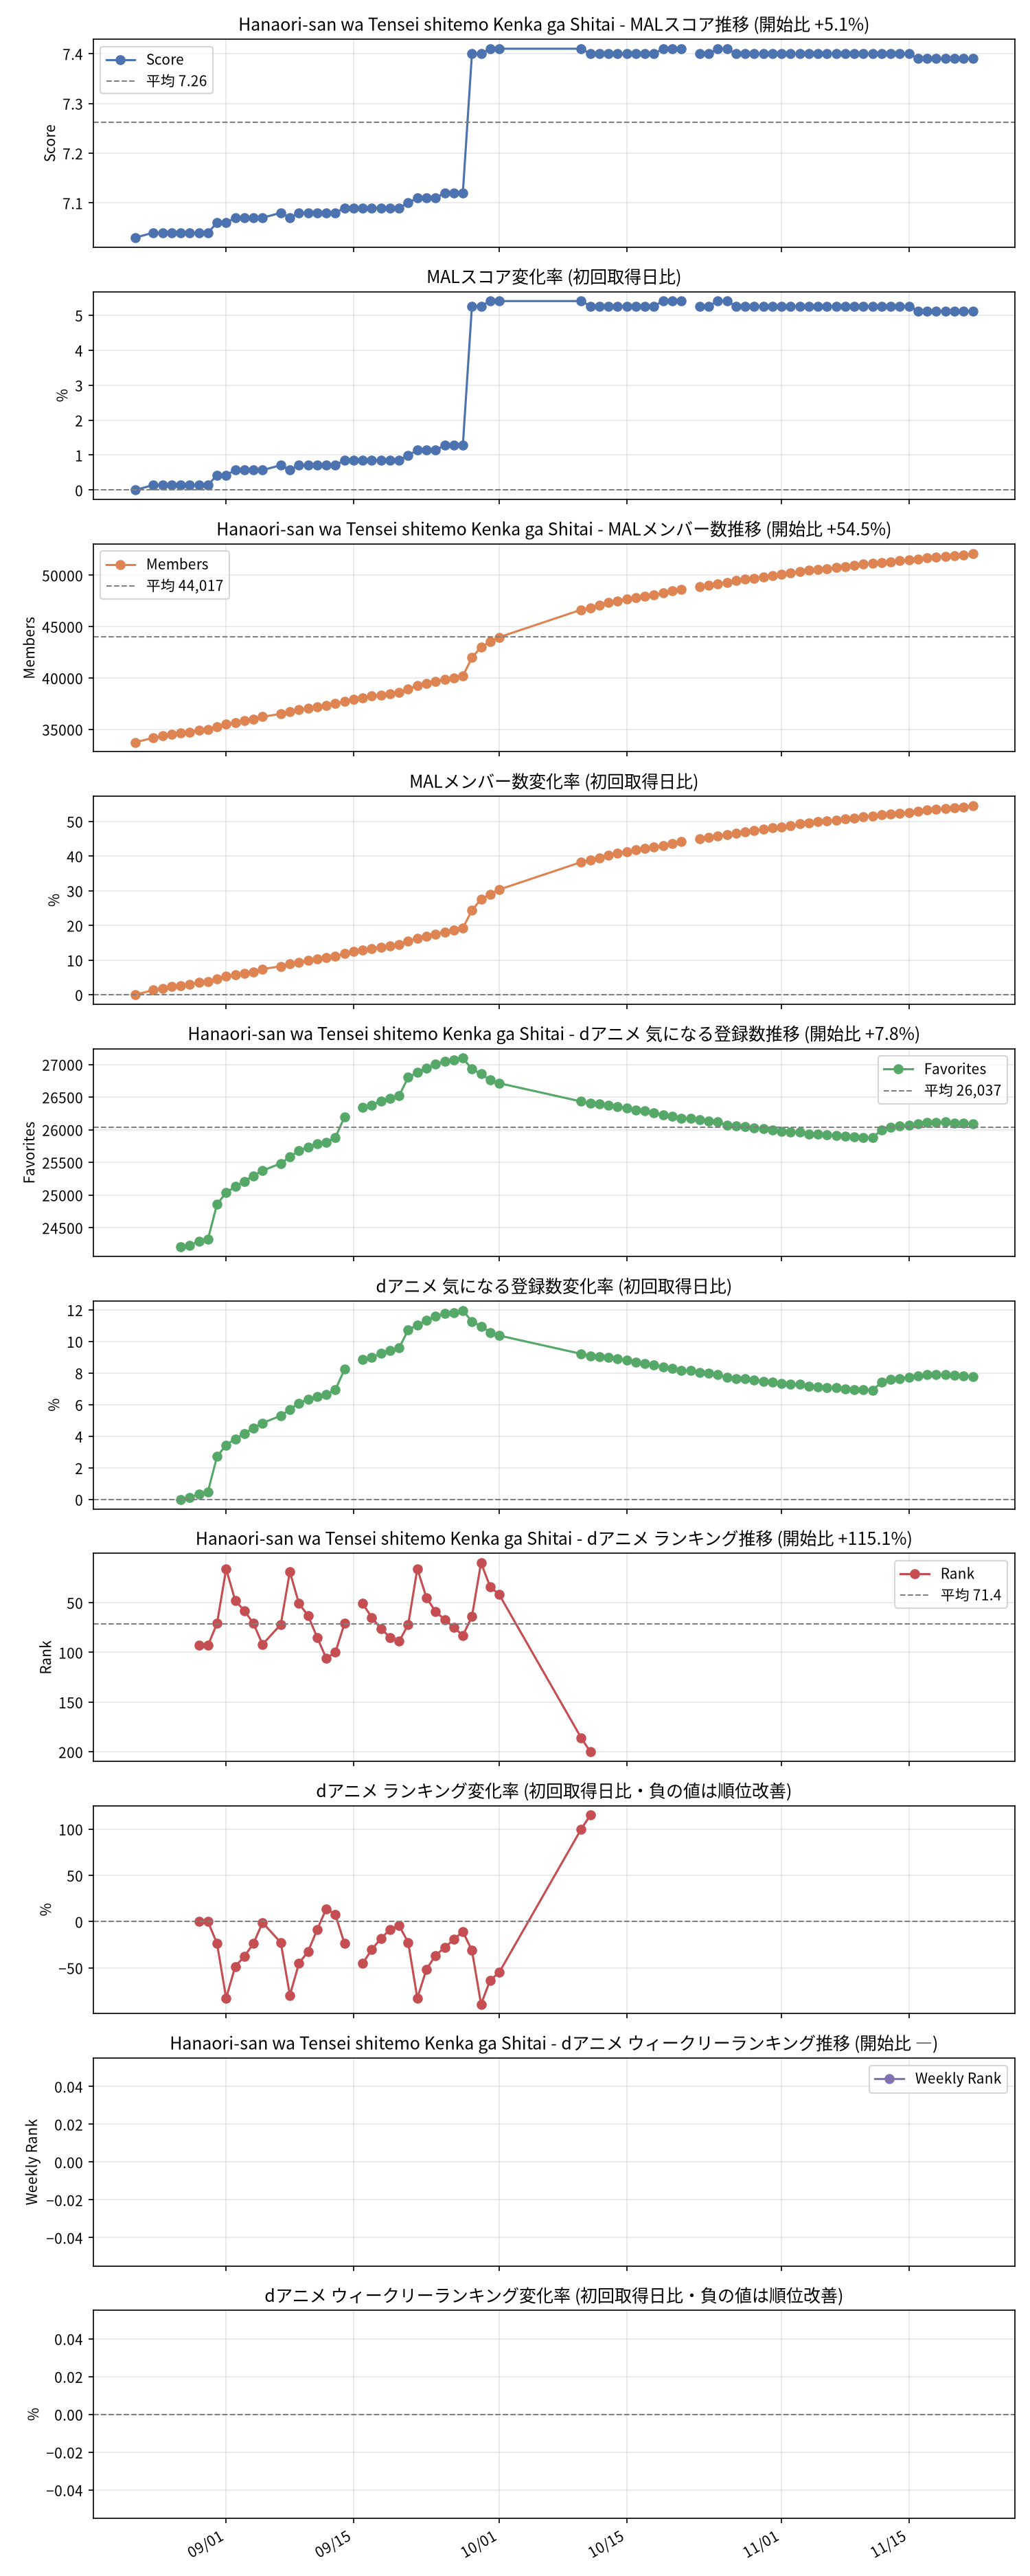 Hanaori-san wa Tensei shitemo Kenka ga Shitai - MALスコア推移 (開始比 +5.1%)
Score
平均 7.26
7.4
7.3
7.2
7.1
Score
MALスコア変化率 (初回取得日比)
5
4
3
2
1
0
%
Hanaori-san wa Tensei shitemo Kenka ga Shitai - MALメンバー数推移 (開始比 +54.5%)
Members
平均 44,017
50000
45000
40000
35000
Members
MALメンバー数変化率 (初回取得日比)
50
40
30
20
10
0
%
Hanaori-san wa Tensei shitemo Kenka ga Shitai - dアニメ 気になる登録数推移 (開始比 +7.8%)
Favorites
平均 26,037
27000
26500
26000
25500
25000
24500
Favorites
dアニメ 気になる登録数変化率 (初回取得日比)
12
10
8
6
4
2
0
%
Hanaori-san wa Tensei shitemo Kenka ga Shitai - dアニメ ランキング推移 (開始比 +115.1%)
Rank
平均 71.4
50
100
150
200
Rank
dアニメ ランキング変化率 (初回取得日比・負の値は順位改善)
100
50
0
−50
%
Hanaori-san wa Tensei shitemo Kenka ga Shitai - dアニメ ウィークリーランキング推移 (開始比 —)
Weekly Rank
0.04
0.02
0.00
−0.02
−0.04
Weekly Rank
dアニメ ウィークリーランキング変化率 (初回取得日比・負の値は順位改善)
0.04
0.02
0.00
−0.02
−0.04
%
09/01
09/15
10/01
10/15
11/01
11/15